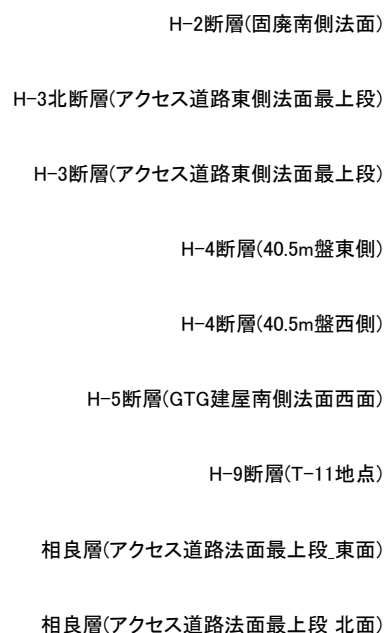 H-2断層(固廃南側法面)
H-3北断層(アクセス道路東側法面最上段)
H-3断層(アクセス道路東側法面最上段)
H-4断層(40.5m盤東側)
H-4断層(40.5m盤西側)
H-5断層(GTG建屋南側法面西面)
H-9断層(T-11地点)
相良層(アクセス道路法面最上段_東面)
相良層(アクセス道路法面最上段_北面)